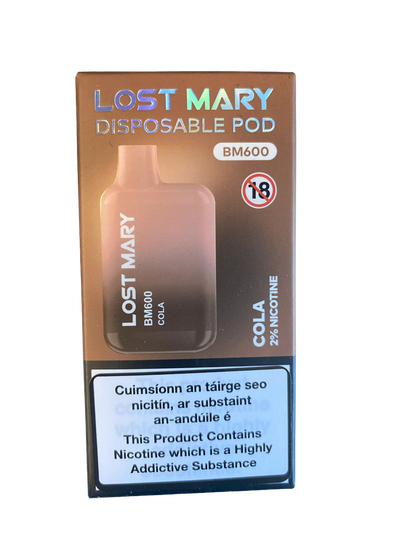 LOST MARY
DISPOSABLE POD
BM600
18
LOST MARY
BM600
COLA
COLA
2% NICOTINE
Cuimsíonn an táirge seo
nicitín, ar substaint
an-andúile é
This Product Contains
Nicotine which is a Highly
Addictive Substance